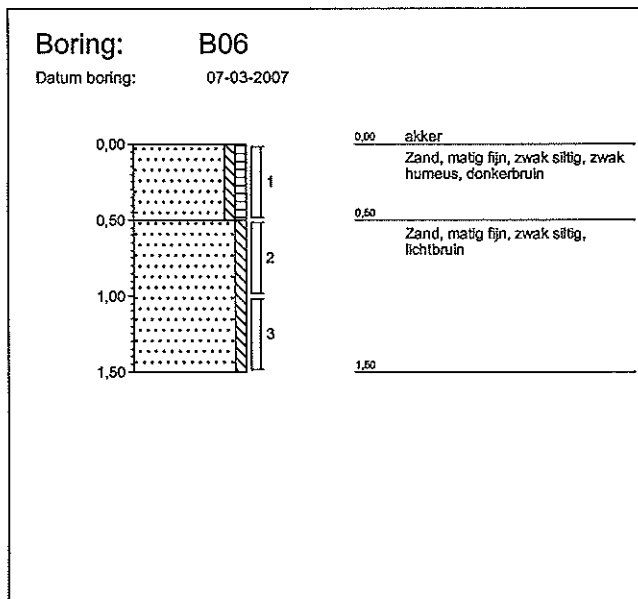 Boring: B06
Datum boring: 07-03-2007
0,00
0,50
1,00
1,50
1
2
3
0,00 akker
Zand, matig fijn, zwak siltig, zwak
humeus, donkerbruin
0,50
Zand, matig fijn, zwak siltig,
lichtbruin
1,50